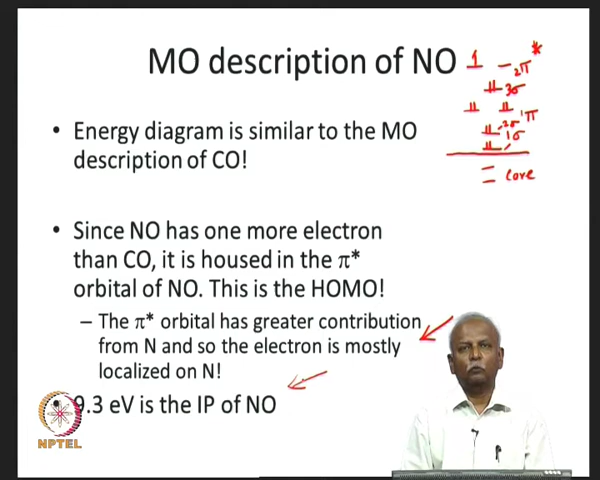 MO description of NO
1 2π*
3σ
1π
2σ
1σ
core
• Energy diagram is similar to the MO
description of CO!
• Since NO has one more electron
than CO, it is housed in the π*
orbital of NO. This is the HOMO!
– The π* orbital has greater contribution
from N and so the electron is mostly
localized on N!
9.3 eV is the IP of NO
NPTEL